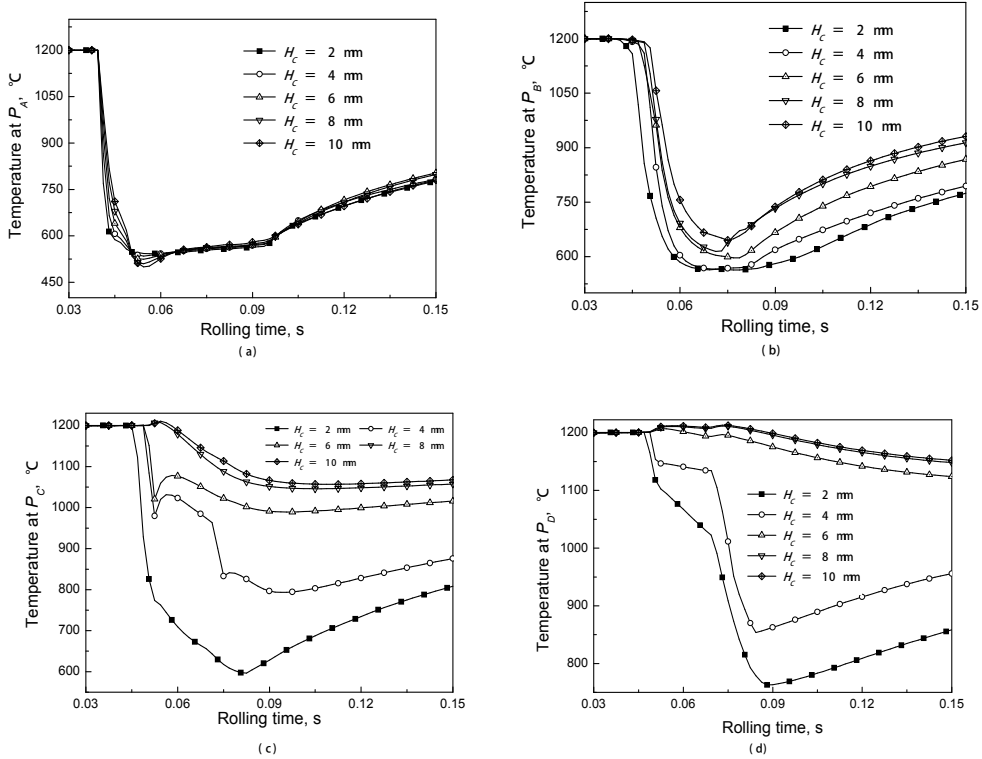 Temperature at P_A, ℃
1200
1050
900
750
600
450
H_C = 2 mm
H_C = 4 mm
H_C = 6 mm
H_C = 8 mm
H_C = 10 mm
0.03 0.06 0.09 0.12 0.15
Rolling time, s
( a )
Temperature at P_B, ℃
1200
1050
900
750
600
H_C = 2 mm
H_C = 4 mm
H_C = 6 mm
H_C = 8 mm
H_C = 10 mm
0.03 0.06 0.09 0.12 0.15
Rolling time, s
( b )
Temperature at P_C, ℃
1200
1100
1000
900
800
700
600
H_C = 2 mm H_C = 4 mm
H_C = 6 mm H_C = 8 mm
H_C = 10 mm
0.03 0.06 0.09 0.12 0.15
Rolling time, s
( c )
Temperature at P_D, ℃
1200
1100
1000
900
800
H_C = 2 mm
H_C = 4 mm
H_C = 6 mm
H_C = 8 mm
H_C = 10 mm
0.03 0.06 0.09 0.12 0.15
Rolling time, s
( d )